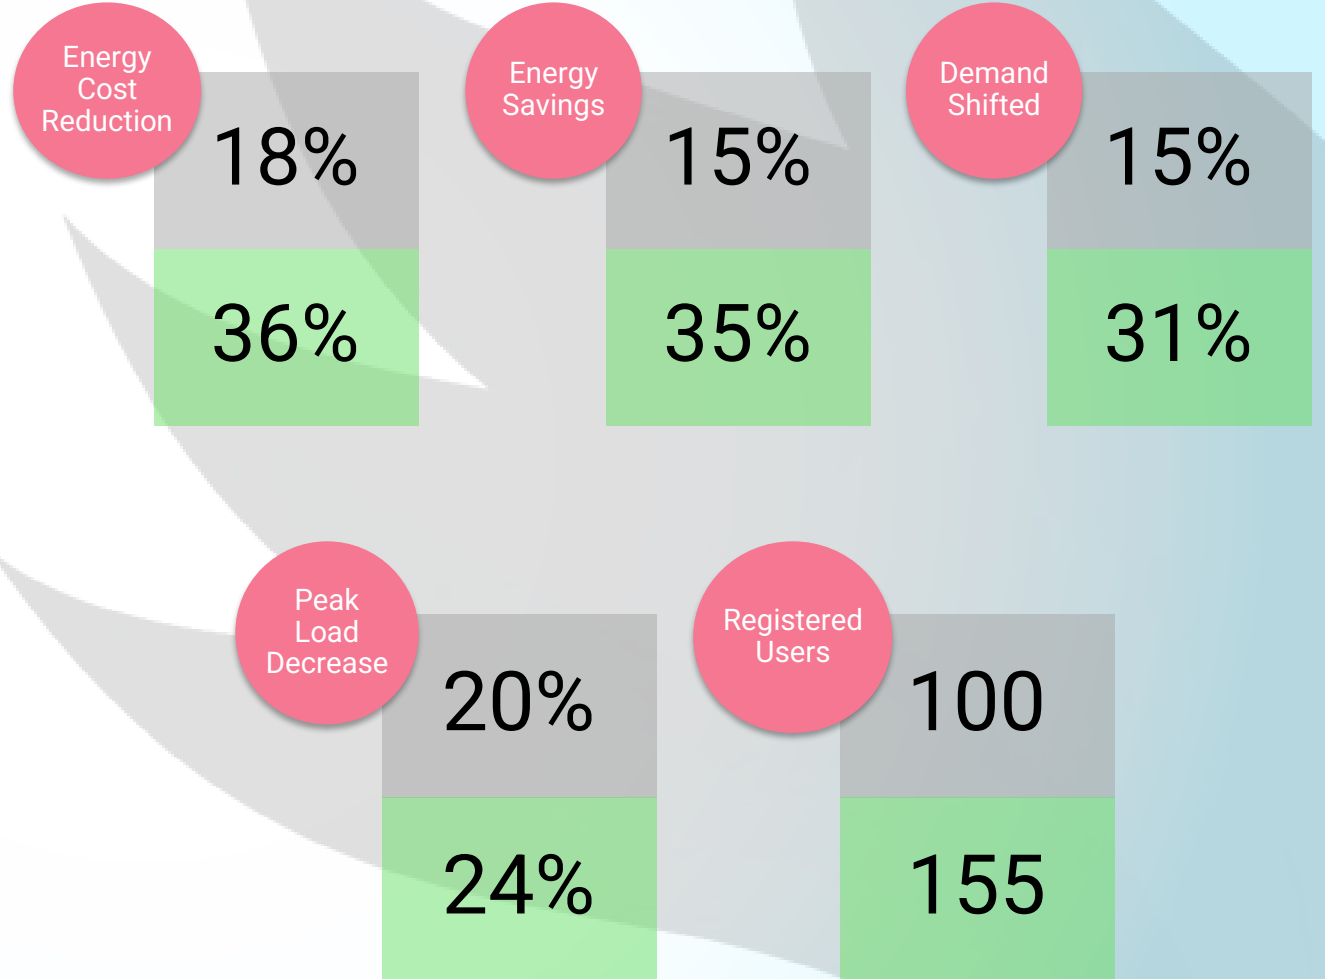 Energy
Cost
Reduction
18%
36%
Energy
Savings
15%
35%
Demand
Shifted
15%
31%
Peak
Load
Decrease
20%
24%
Registered
Users
100
155